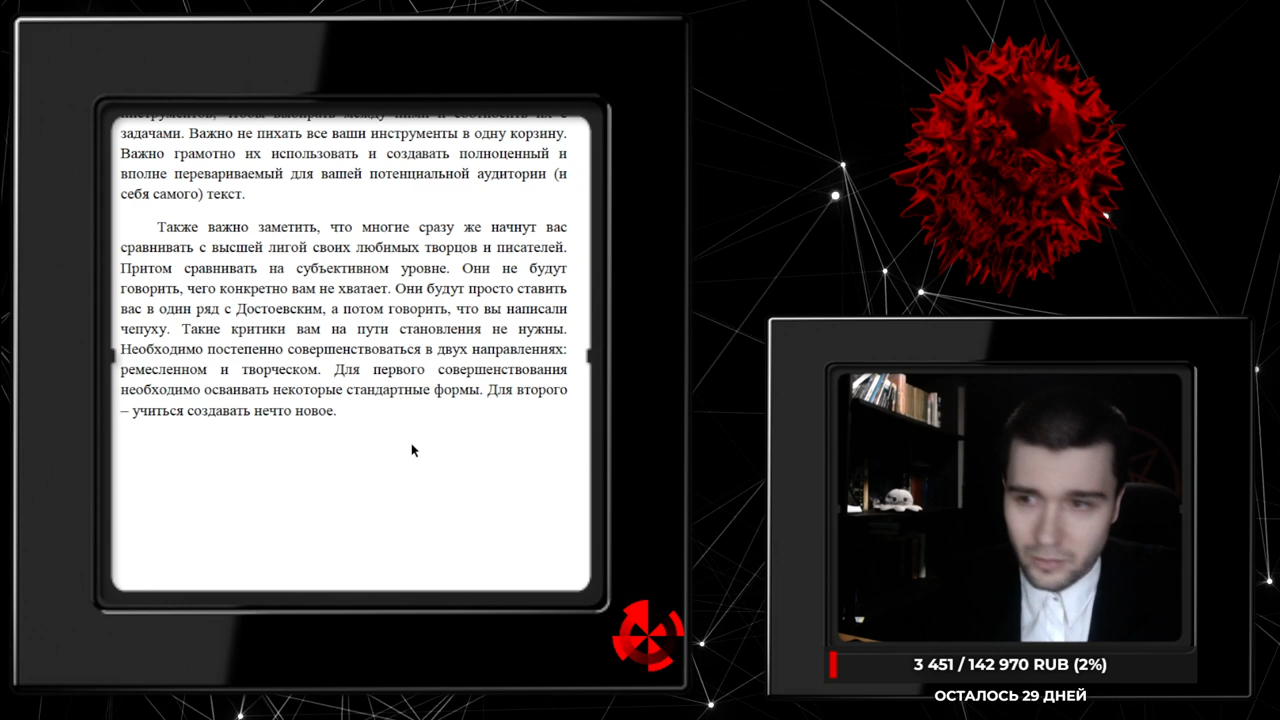 задачами. Важно не пихать все ваши инструменты в одну корзину.
Важно грамотно их использовать и создавать полноценный и
вполне перевариваемый для вашей потенциальной аудитории (и
себя самого) текст.
Также важно заметить, что многие сразу же начнут вас
сравнивать с высшей лигой своих любимых творцов и писателей.
Притом сравнивать на субъективном уровне. Они не будут
говорить, чего конкретно вам не хватает. Они будут просто ставить
вас в один ряд с Достоевским, а потом говорить, что вы написали
чепуху. Такие критики вам на пути становления не нужны.
Необходимо постепенно совершенствоваться в двух направлениях:
ремесленном и творческом. Для первого совершенствования
необходимо осваивать некоторые стандартные формы. Для второго
– учиться создавать нечто новое.
3 451 / 142 970 RUB (2%)
ОСТАЛОСЬ 29 ДНЕЙ